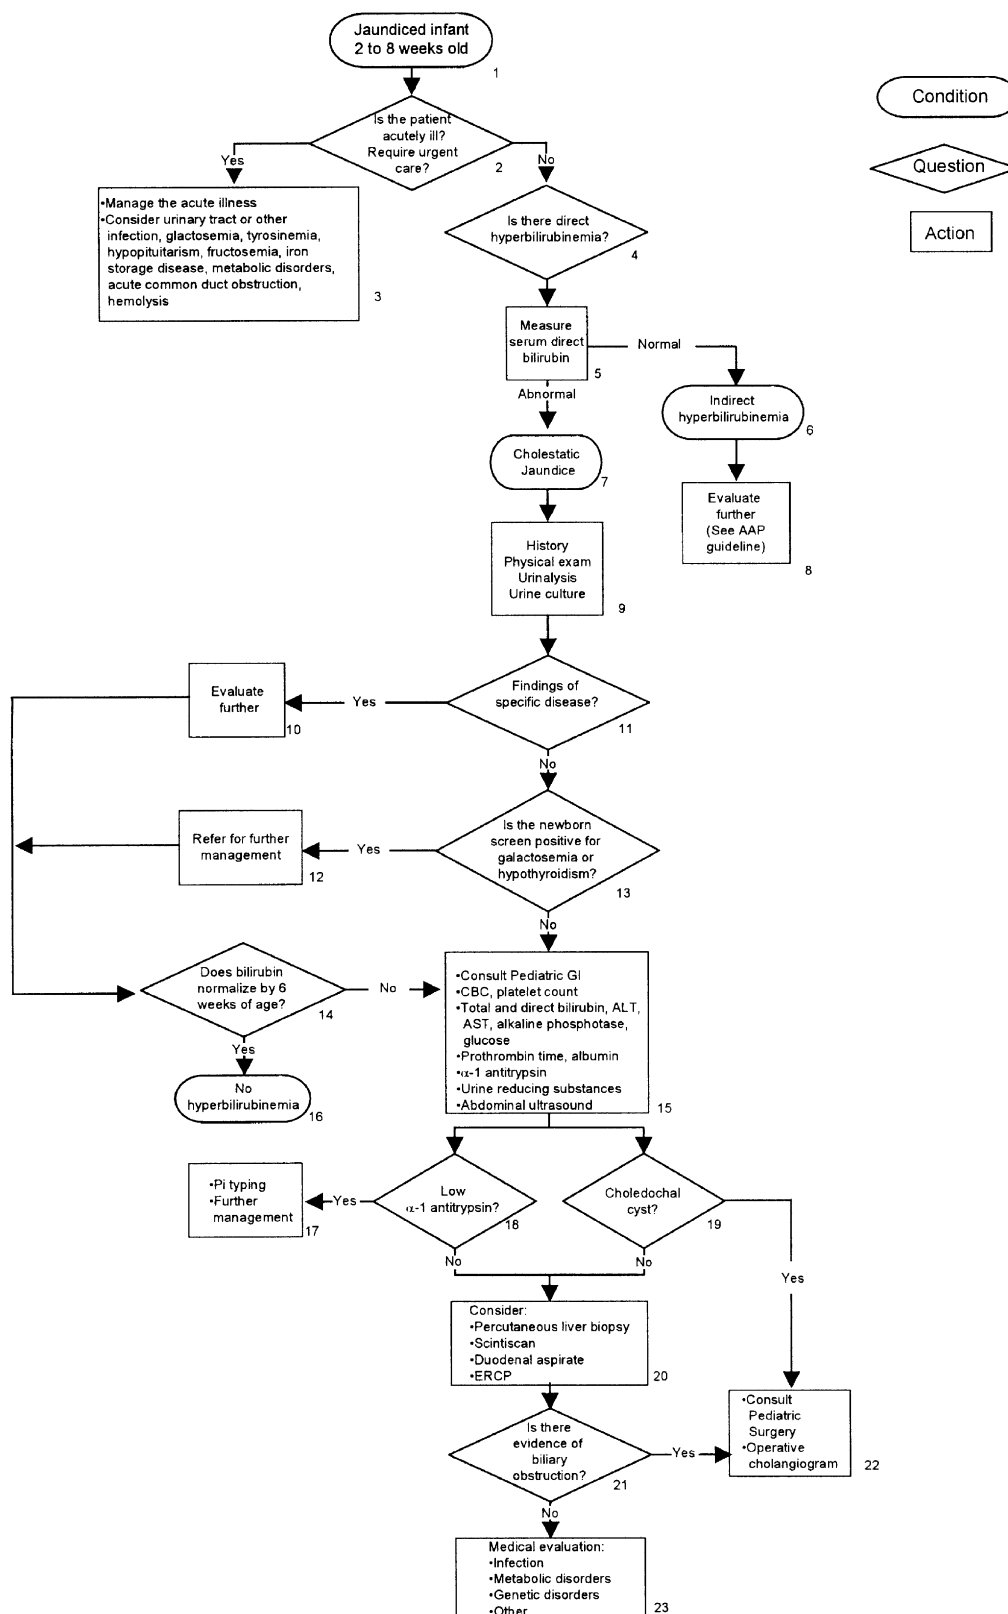 Jaundiced infant
2 to 8 weeks old
1
Condition
Is the patient
acutely ill?
Require urgent
care?
2
Yes
No
Question
•Manage the acute illness
•Consider urinary tract or other
infection, glactosemia, tyrosinemia,
hypopituitarism, fructosemia, iron
storage disease, metabolic disorders,
acute common duct obstruction,
hemolysis
3
Is there direct
hyperbilirubinemia?
4
Action
Measure
serum direct
bilirubin
5
Normal
Abnormal
Indirect
hyperbilirubinemia
6
Cholestatic
Jaundice
7
Evaluate
further
(See AAP
guideline)
8
History
Physical exam
Urinalysis
Urine culture
9
Findings of
specific disease?
11
Yes
Evaluate
further
10
No
Is the newborn
screen positive for
galactosemia or
hypothyroidism?
13
Yes
Refer for further
management
12
No
Does bilirubin
normalize by 6
weeks of age?
14
No
Yes
No
hyperbilirubinemia
16
•Consult Pediatric GI
•CBC, platelet count
•Total and direct bilirubin, ALT,
AST, alkaline phosphotase,
glucose
•Prothrombin time, albumin
•α-1 antitrypsin
•Urine reducing substances
•Abdominal ultrasound
15
Low
α-1 antitrypsin?
18
Yes
•Pi typing
•Further
management
17
Choledochal
cyst?
19
No
No
Yes
Consider:
•Percutaneous liver biopsy
•Scintiscan
•Duodenal aspirate
•ERCP
20
Is there
evidence of
biliary
obstruction?
21
Yes
•Consult
Pediatric
Surgery
•Operative
cholangiogram
22
No
Medical evaluation:
•Infection
•Metabolic disorders
•Genetic disorders
•Other
23